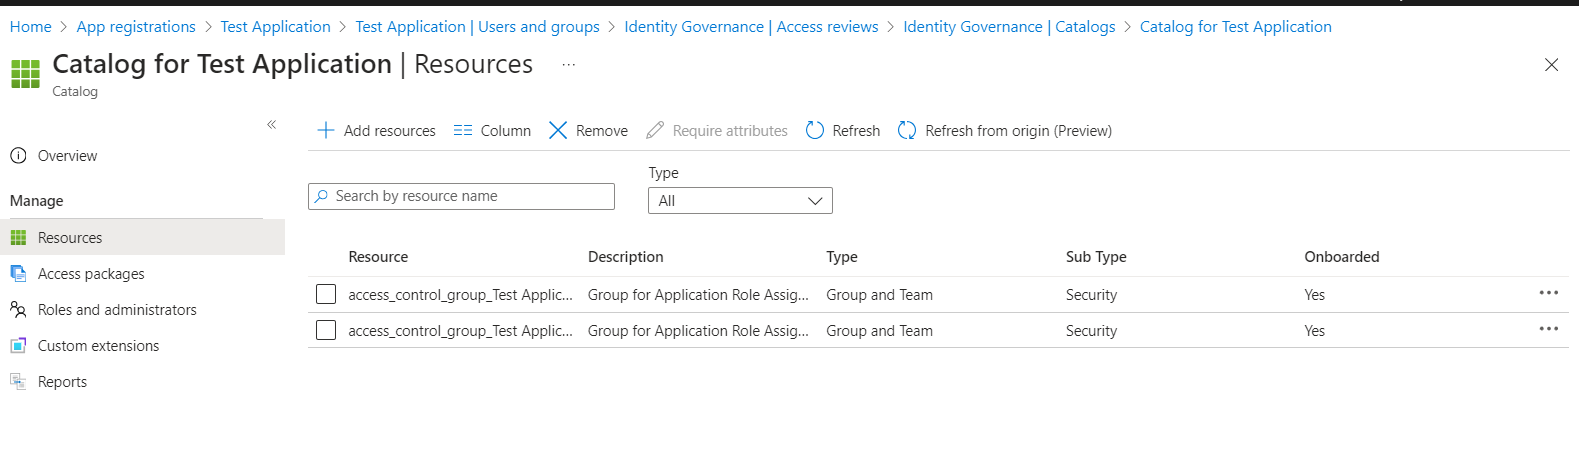 Home > App registrations > Test Application > Test Application | Users and groups > Identity Governance | Access reviews > Identity Governance | Catalogs > Catalog for Test Application
Catalog for Test Application | Resources ...
Catalog
Overview
Manage
Resources
Access packages
Roles and administrators
Custom extensions
Reports
Add resources Column Remove Require attributes Refresh Refresh from origin (Preview)
Type
Search by resource name All
Resource Description Type Sub Type Onboarded
access_control_group_Test Applic... Group for Application Role Assig... Group and Team Security Yes
access_control_group_Test Applic... Group for Application Role Assig... Group and Team Security Yes